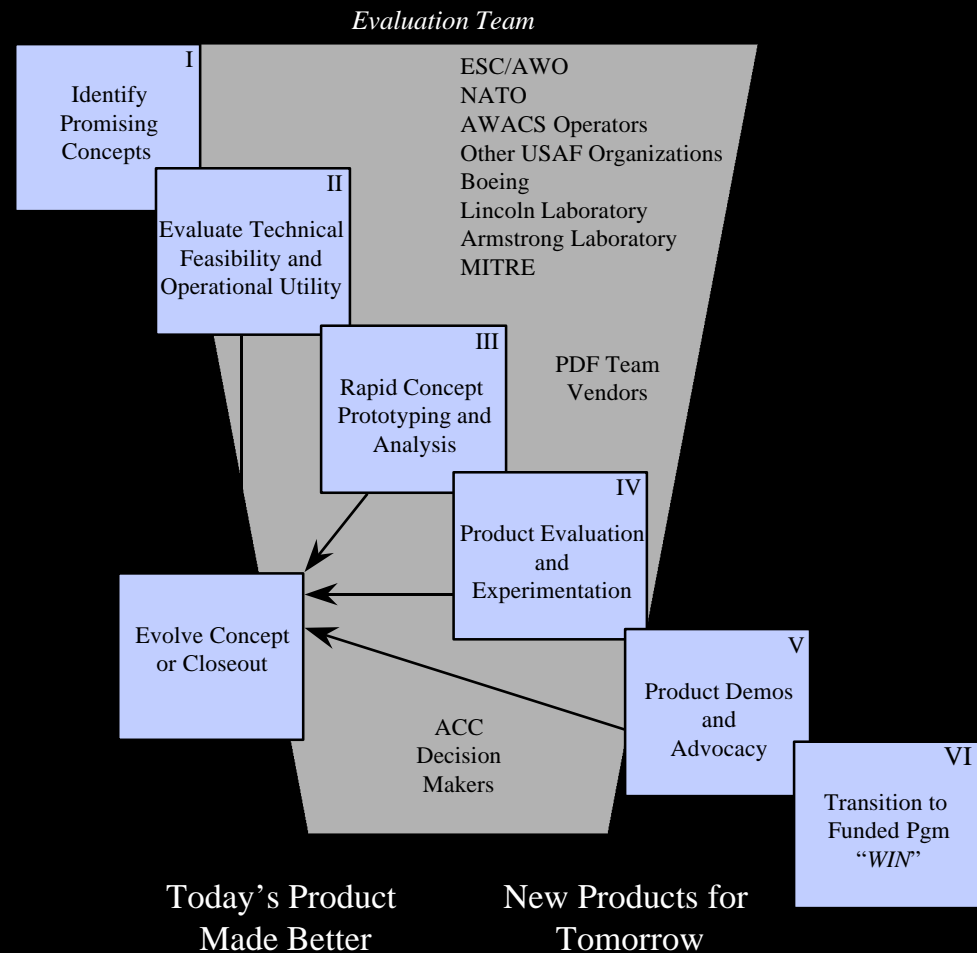 Evaluation Team
I
Identify
Promising
Concepts
ESC/AWO
NATO
AWACS Operators
Other USAF Organizations
Boeing
Lincoln Laboratory
Armstrong Laboratory
MITRE
II
Evaluate Technical
Feasibility and
Operational Utility
III
Rapid Concept
Prototyping and
Analysis
PDF Team
Vendors
IV
Product Evaluation
and
Experimentation
Evolve Concept
or Closeout
V
Product Demos
and
Advocacy
ACC
Decision
Makers
VI
Transition to
Funded Pgm
“WIN”
Today’s Product
Made Better
New Products for
Tomorrow